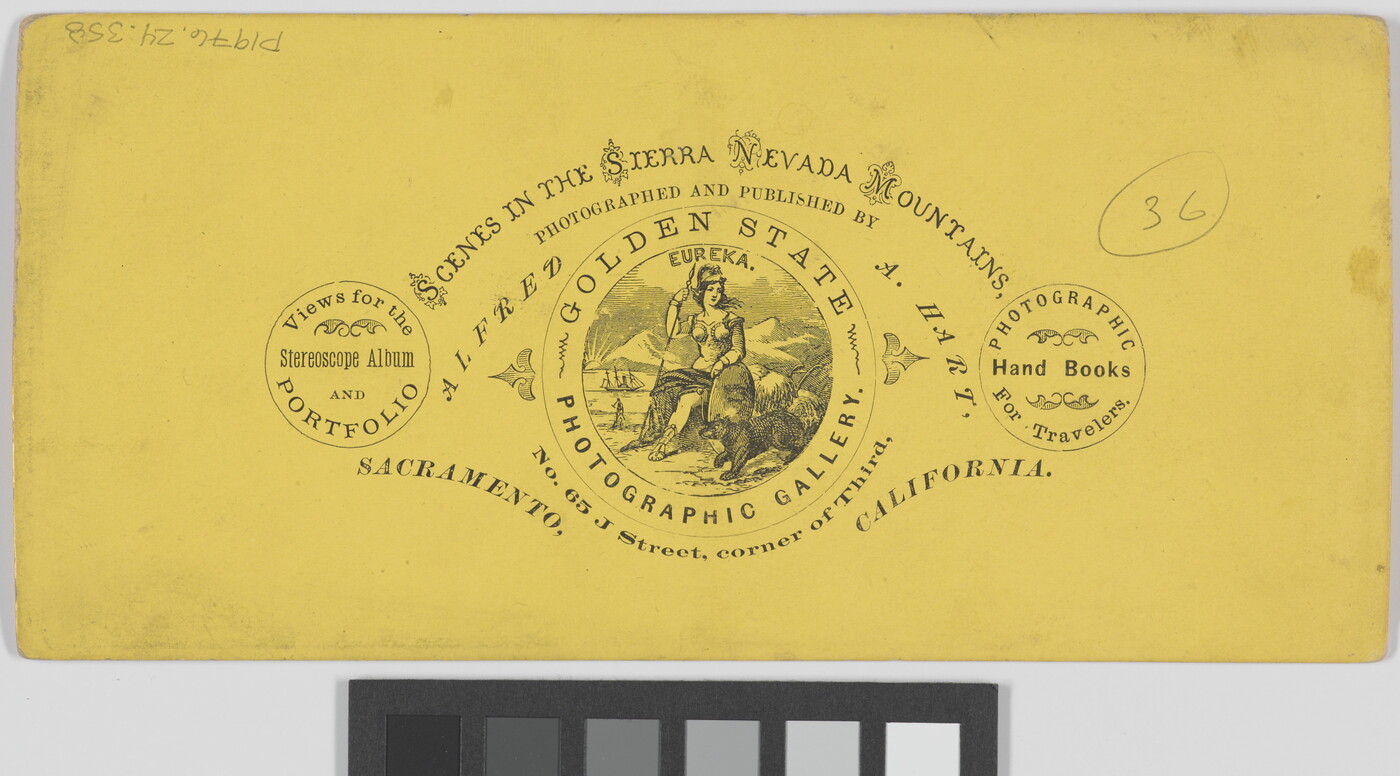 P1976.24.358
SCENES IN THE SIERRA NEVADA MOUNTAINS,
PHOTOGRAPHED AND PUBLISHED BY
ALFRED A. HART,
GOLDEN STATE
EUREKA.
PHOTOGRAPHIC GALLERY.
No. 65 J Street, corner of Third,
SACRAMENTO, CALIFORNIA.
Views for the
Stereoscope Album
AND
PORTFOLIO
PHOTOGRAPHIC
Hand Books
For Travelers.
36